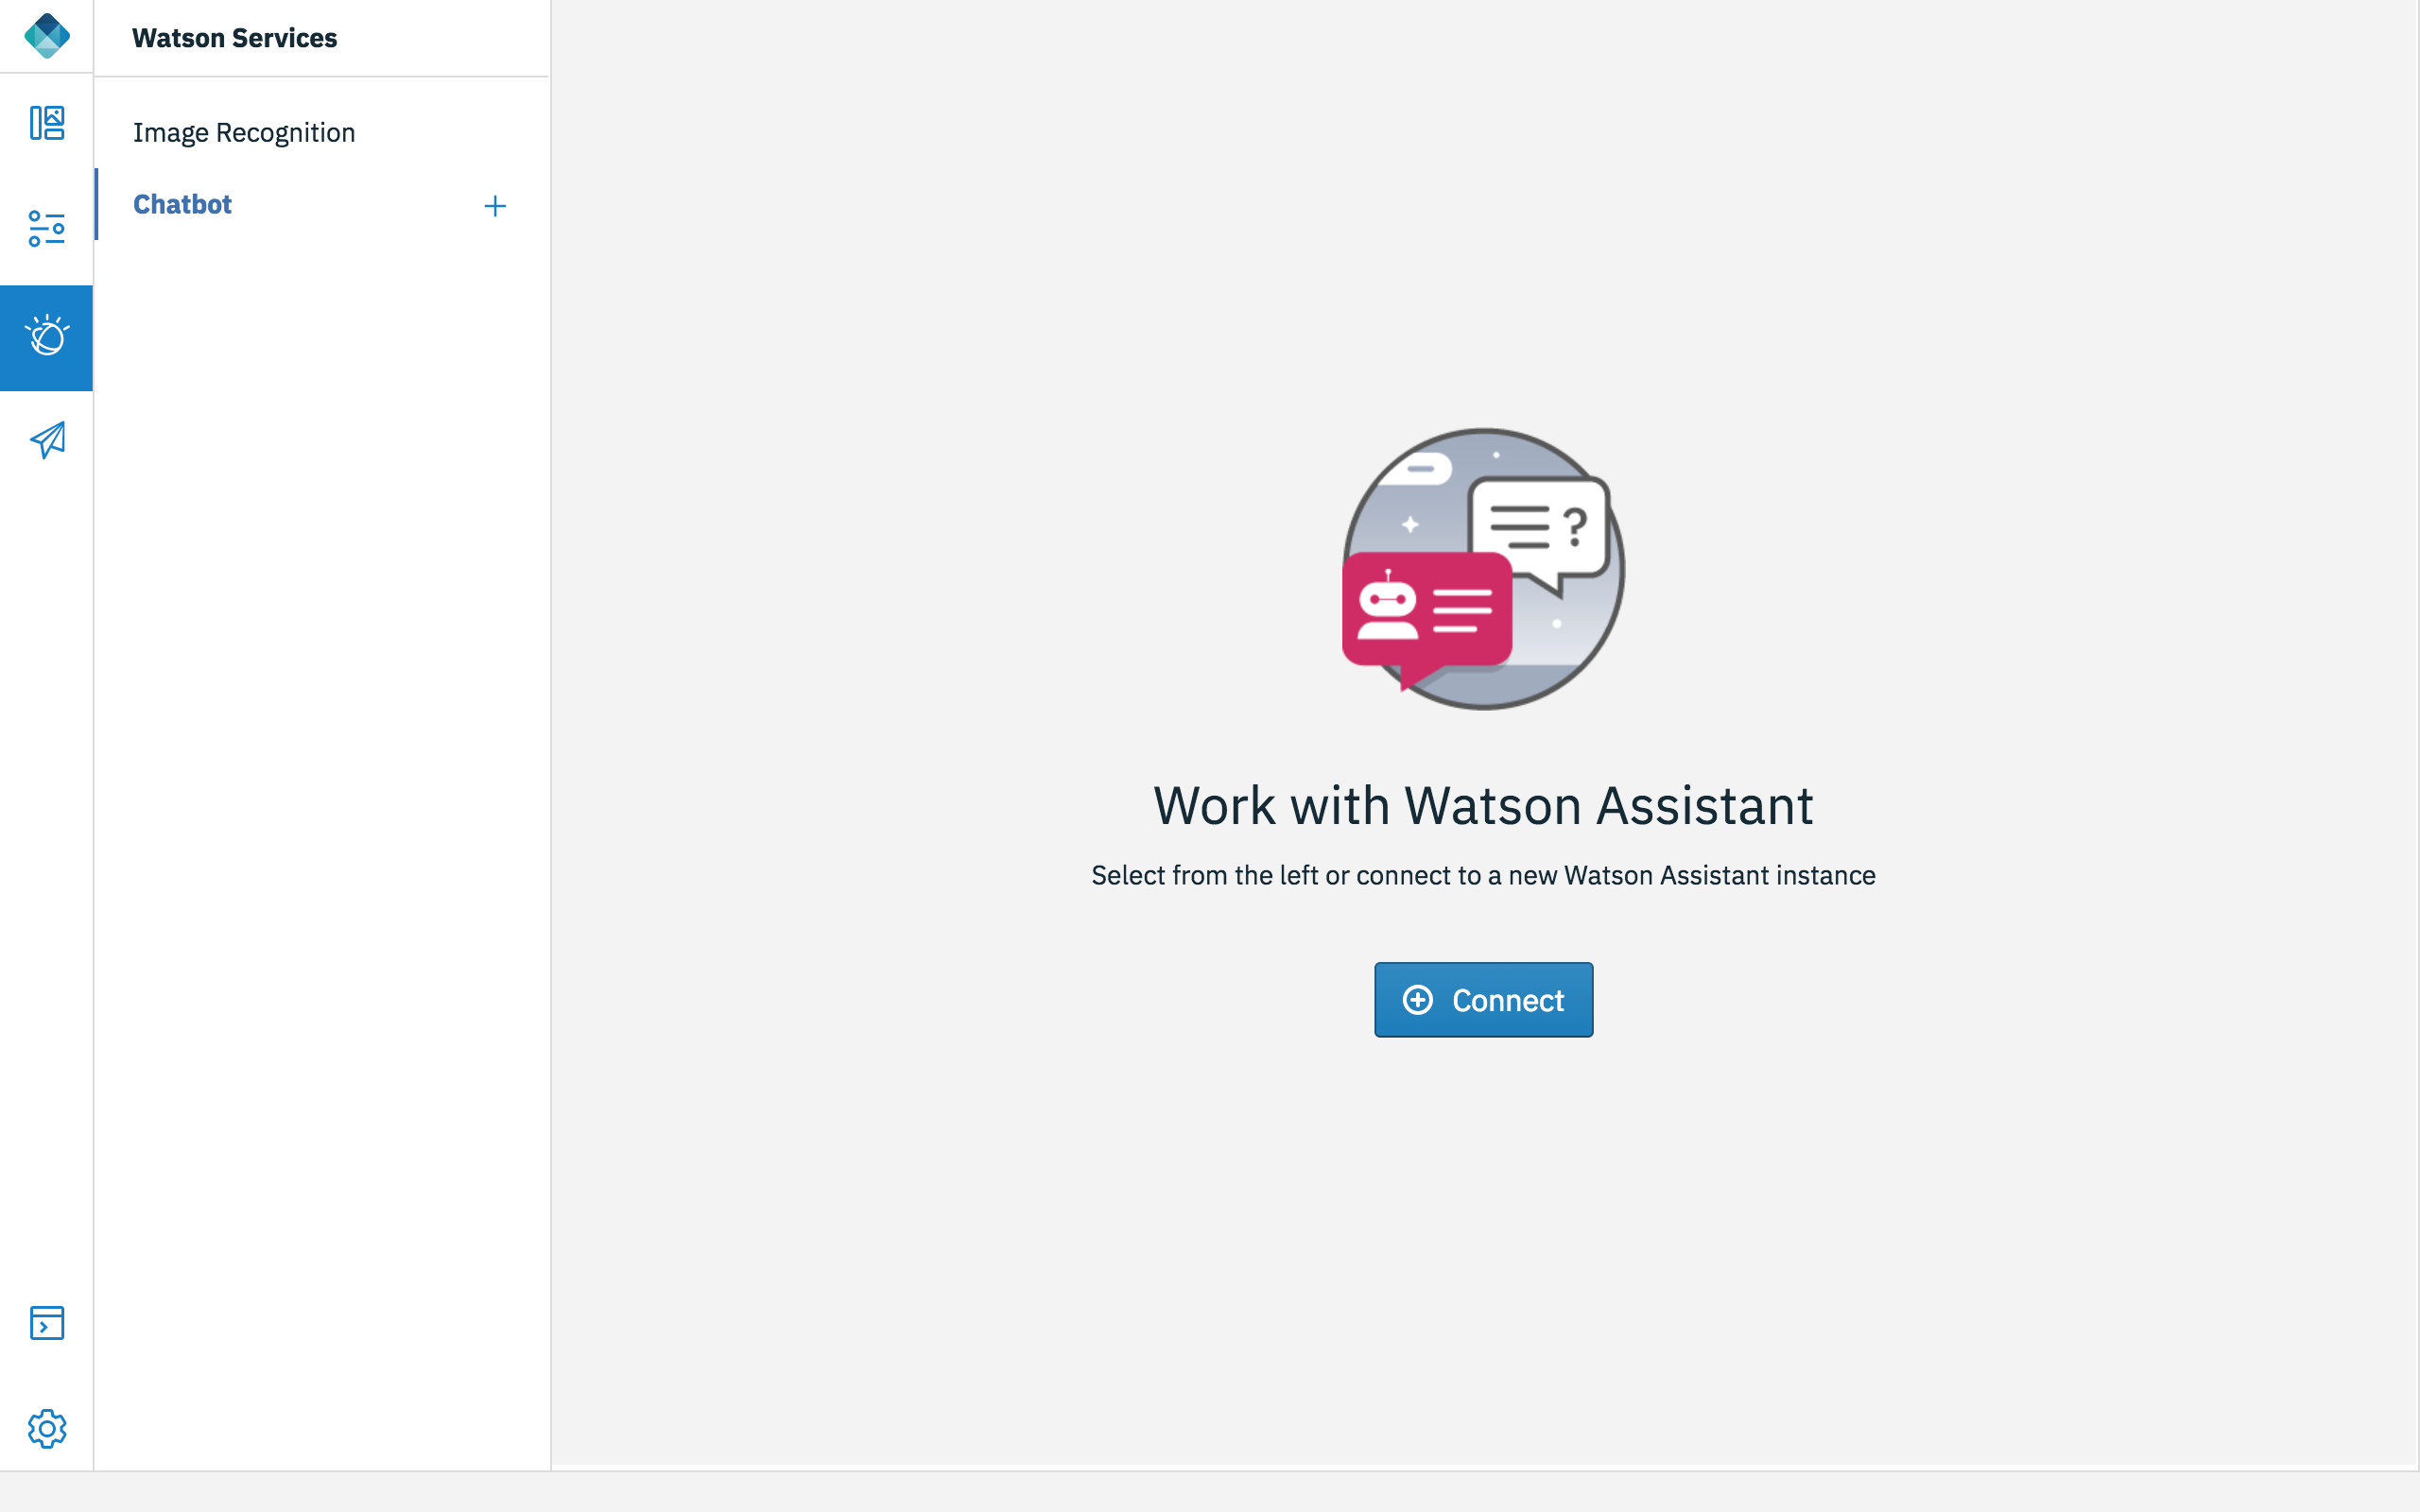 Watson Services
Image Recognition
Chatbot
?
Work with Watson Assistant
Select from the left or connect to a new Watson Assistant instance
Connect